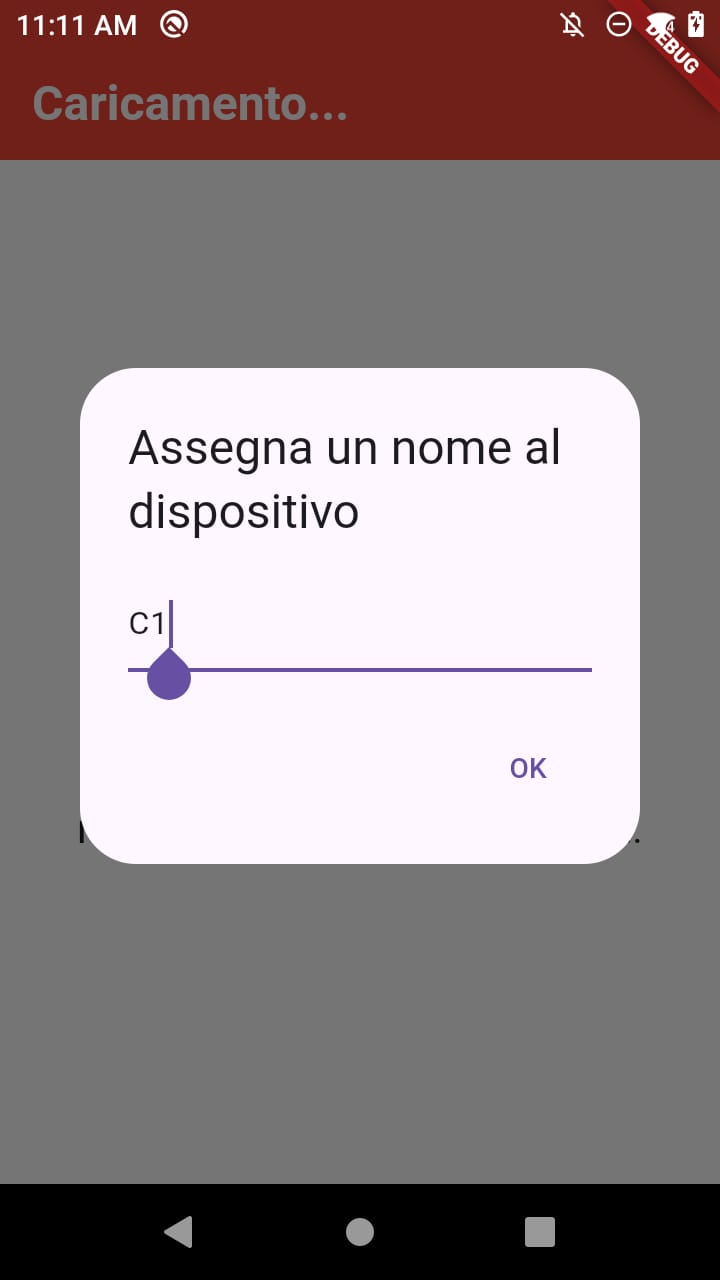 11:11 AM
DEBUG
Caricamento...
Assegna un nome al
dispositivo
C1
OK